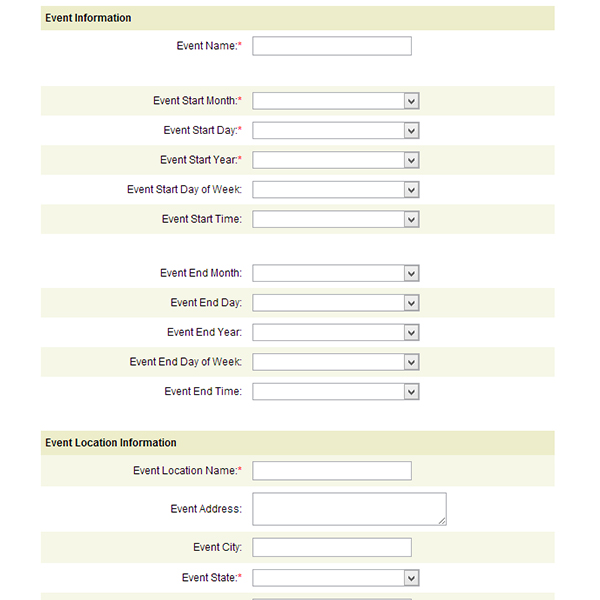 Event Information
Event Name:*
Event Start Month:*
Event Start Day:*
Event Start Year:*
Event Start Day of Week:
Event Start Time:
Event End Month:
Event End Day:
Event End Year:
Event End Day of Week:
Event End Time:
Event Location Information
Event Location Name:*
Event Address:
Event City:
Event State:*